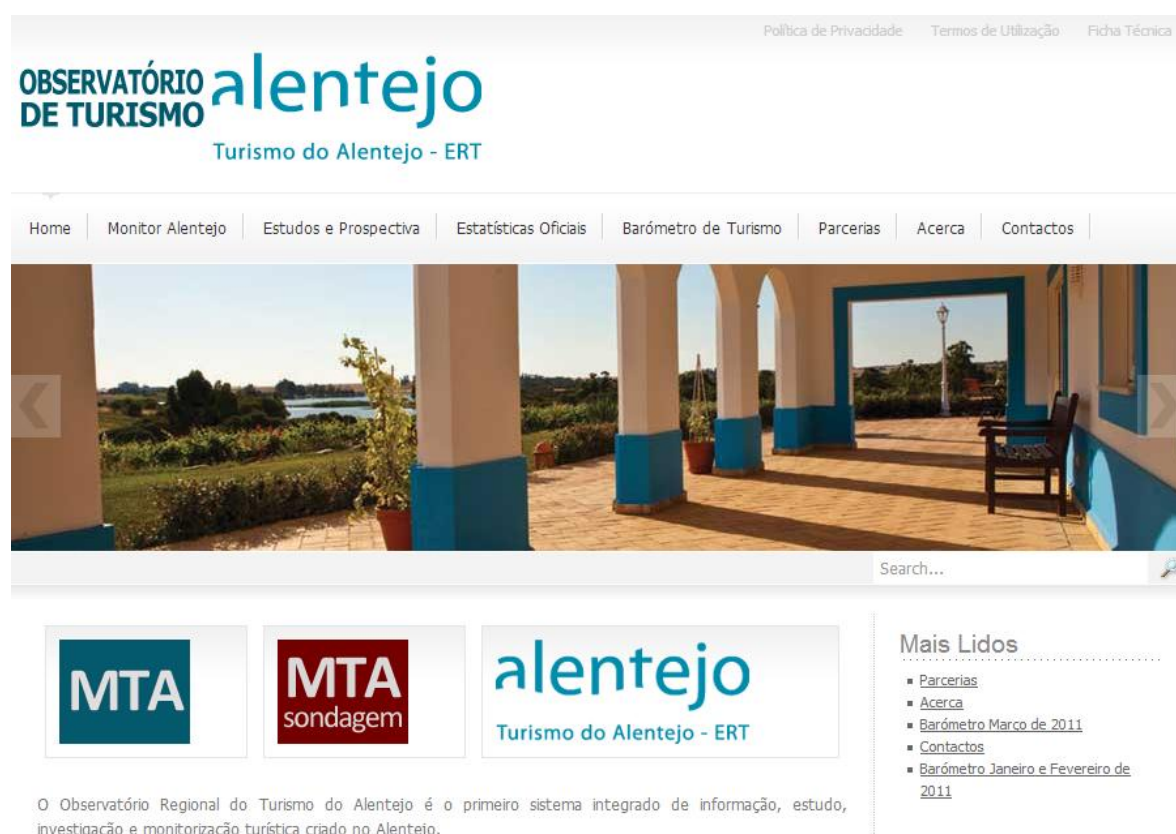 Política de Privacidade Termos de Utilização Ficha Técnica
OBSERVATÓRIO
DE TURISMO
alentejo
Turismo do Alentejo - ERT
Home Monitor Alentejo Estudos e Prospectiva Estatísticas Oficiais Barómetro de Turismo Parcerias Acerca Contactos
Search...
MTA
MTA
sondagem
alentejo
Turismo do Alentejo - ERT
Mais Lidos
Parcerias
Acerca
Barómetro Março de 2011
Contactos
Barómetro Janeiro e Fevereiro de
2011
O Observatório Regional do Turismo do Alentejo é o primeiro sistema integrado de informação, estudo,
investigação e monitorização turística criado no Alentejo.